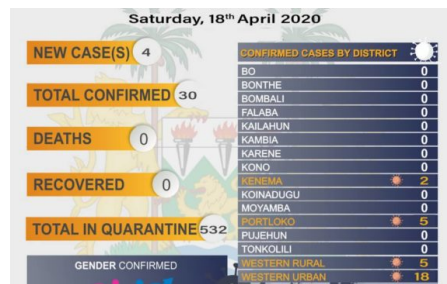 Saturday, 18th April 2020
NEW CASE(S) 4
TOTAL CONFIRMED 30
DEATHS 0
RECOVERED 0
TOTAL IN QUARANTINE 532
GENDER CONFIRMED
CONFIRMED CASES BY DISTRICT
BO 0
BONTHE 0
BOMBALI 0
FALABA 0
KAILAHUN 0
KAMBIA 0
KARENE 0
KONO 0
KENEMA 2
KOINADUGU 0
MOYAMBA 0
PORTLOKO 5
PUJEHUN 0
TONKOLILI 0
WESTERN RURAL 5
WESTERN URBAN 18